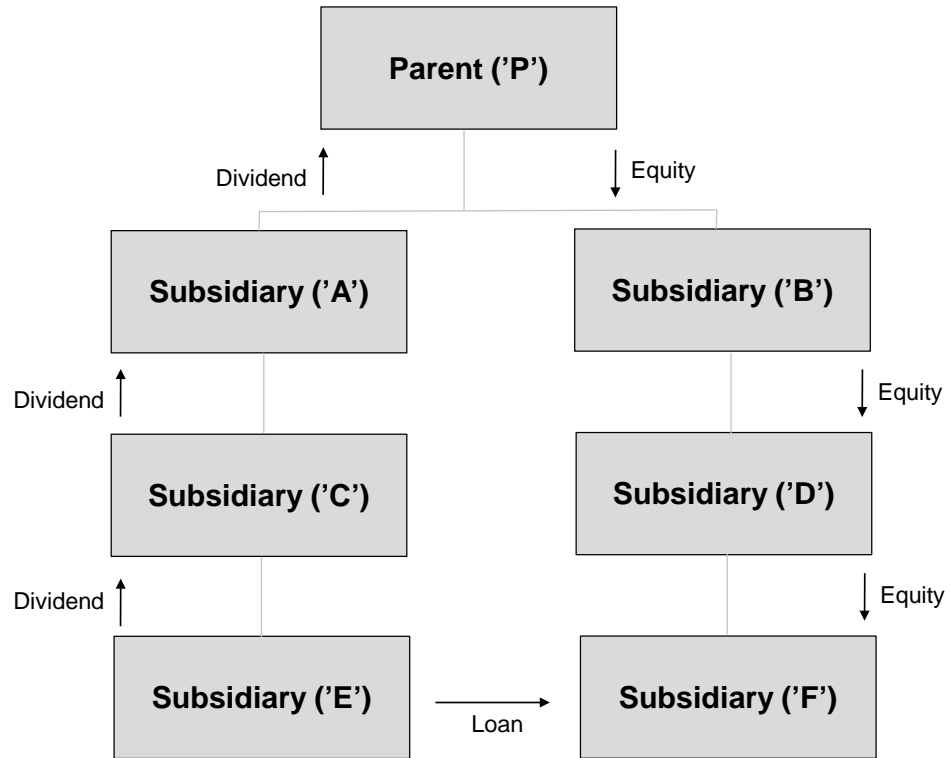 Parent (’P’)
Dividend
Equity
Subsidiary (’A’)
Subsidiary (’B’)
Dividend
Equity
Subsidiary (’C’)
Subsidiary (’D’)
Dividend
Equity
Subsidiary (’E’)
Loan
Subsidiary (’F’)